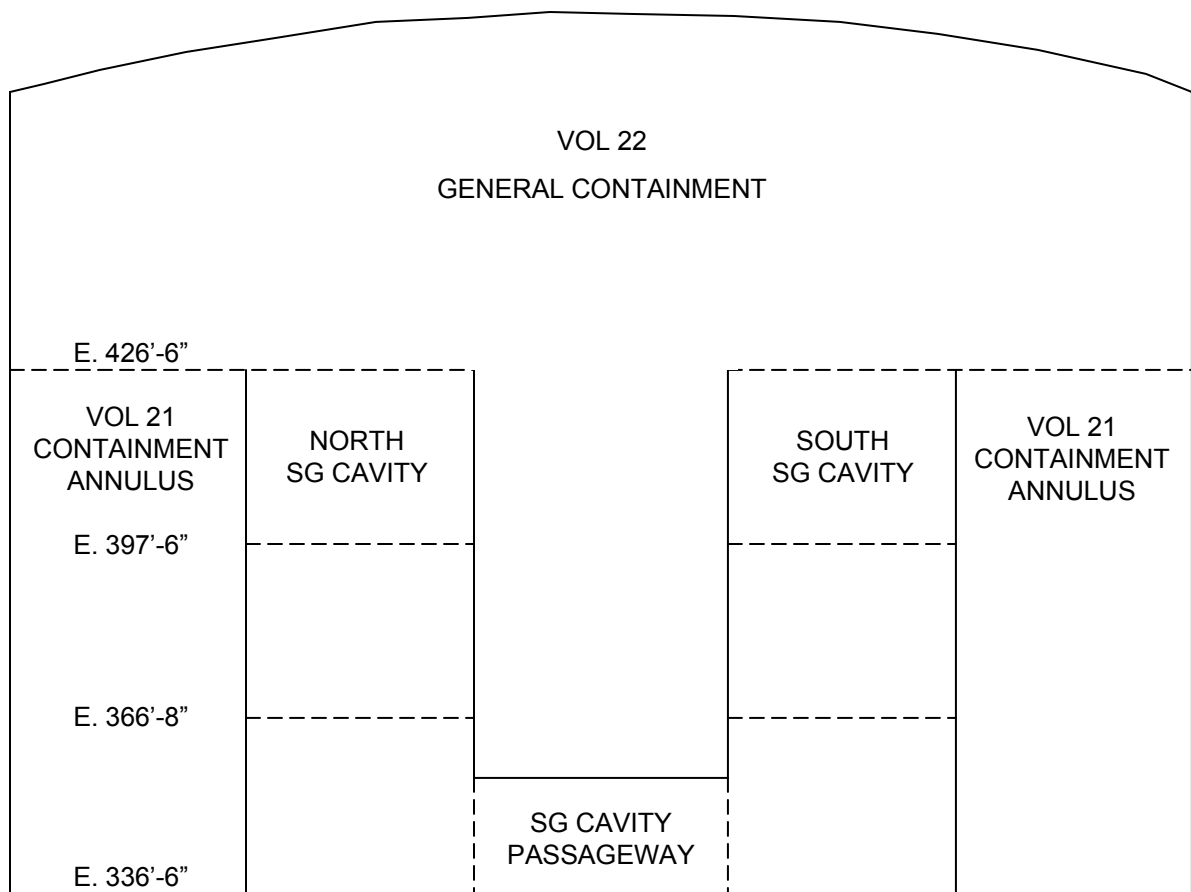 VOL 22
GENERAL CONTAINMENT
E. 426’-6”
VOL 21
CONTAINMENT
ANNULUS
NORTH
SG CAVITY
SOUTH
SG CAVITY
VOL 21
CONTAINMENT
ANNULUS
E. 397’-6”
E. 366’-8”
SG CAVITY
PASSAGEWAY
E. 336’-6”